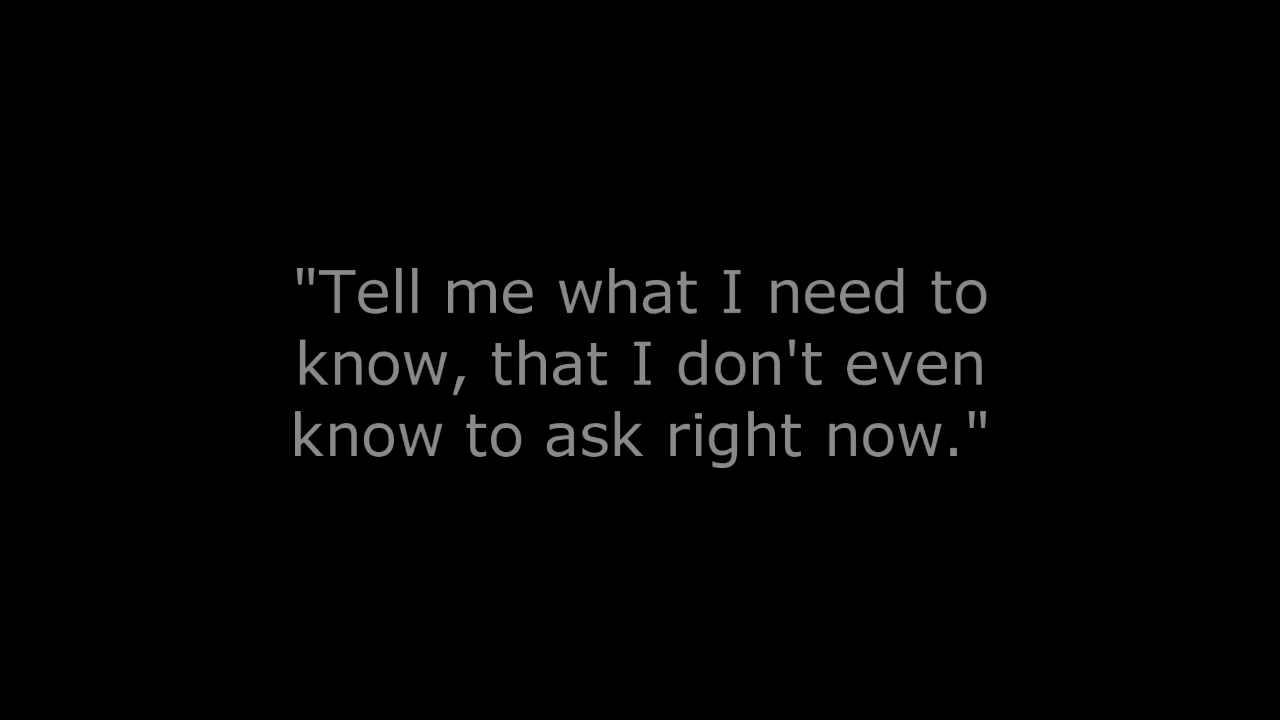 "Tell me what I need to
know, that I don't even
know to ask right now."